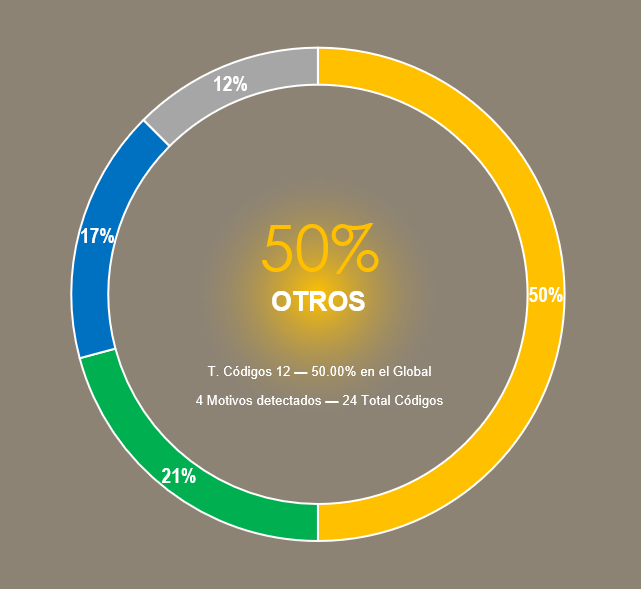 12%
17%
50%
OTROS
50%
T. Códigos 12 — 50.00% en el Global
4 Motivos detectados — 24 Total Códigos
21%